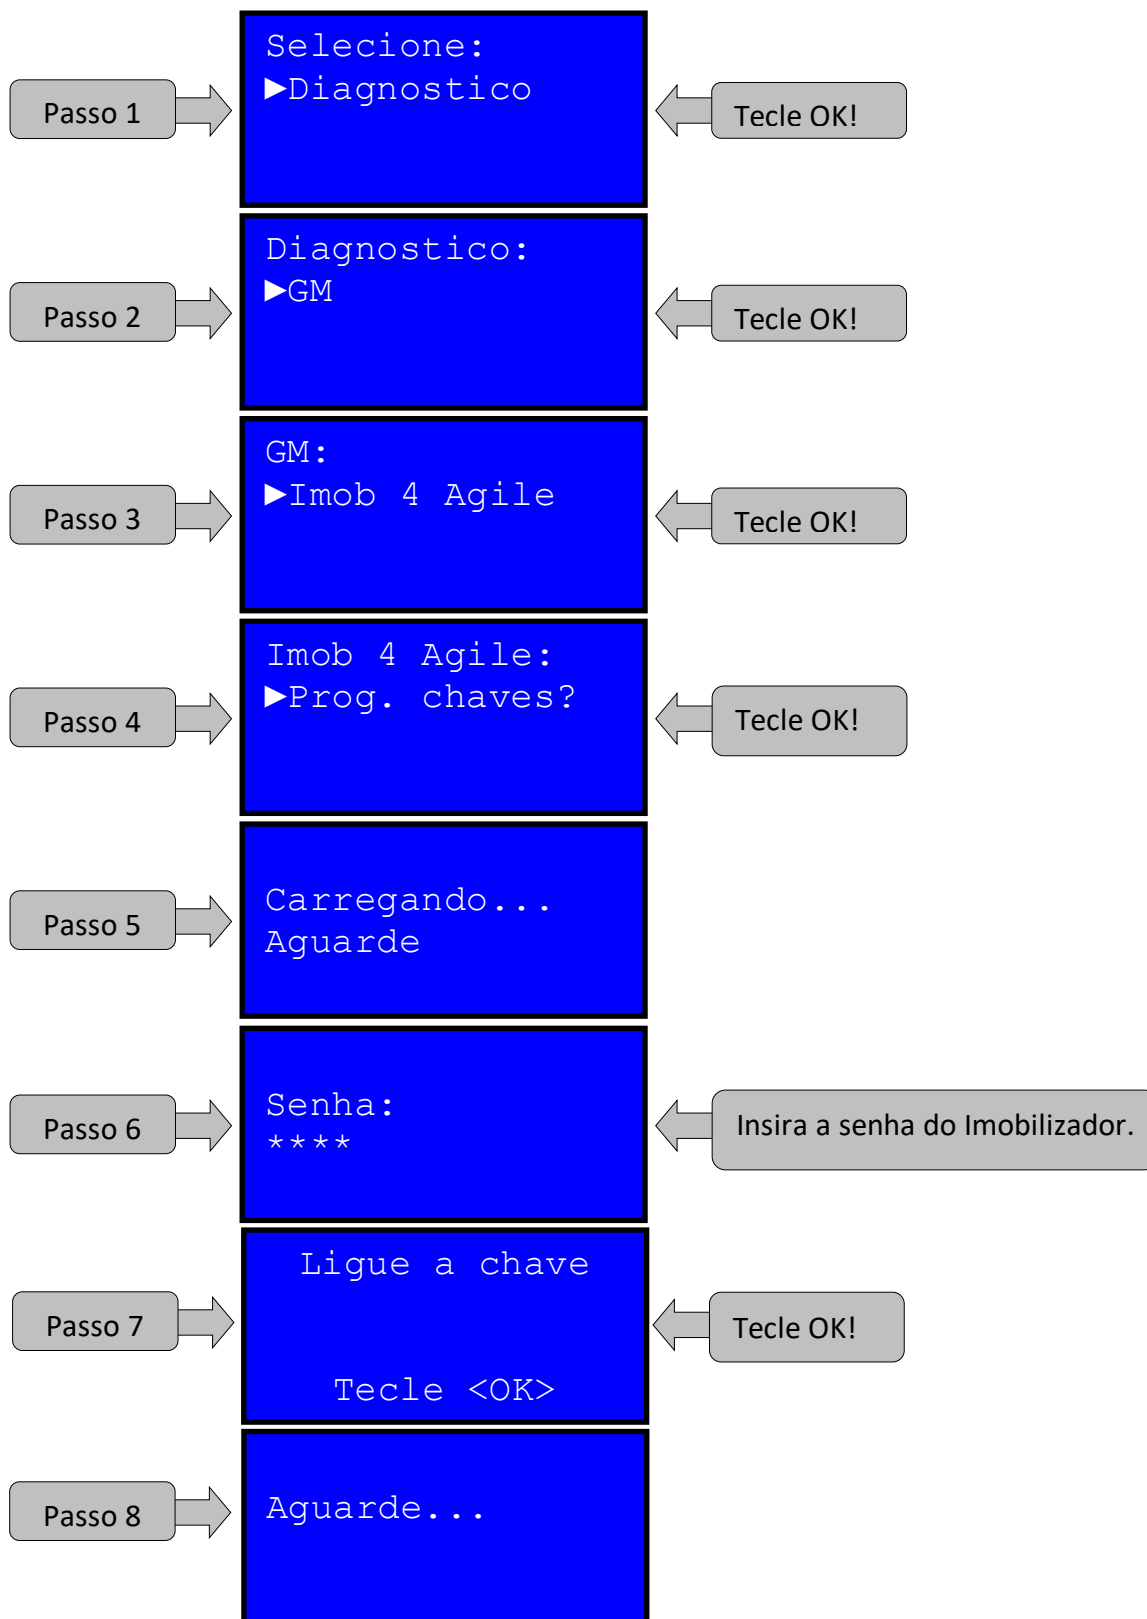 Selecione:
►Diagnostico
Passo 1
Tecle OK!
Diagnostico:
►GM
Passo 2
Tecle OK!
GM:
►Imob 4 Agile
Passo 3
Tecle OK!
Imob 4 Agile:
►Prog. chaves?
Passo 4
Tecle OK!
Carregando...
Aguarde
Passo 5
Senha:
****
Passo 6
Insira a senha do Imobilizador.
Ligue a chave
Passo 7
Tecle OK!
Tecle <OK>
Aguarde...
Passo 8